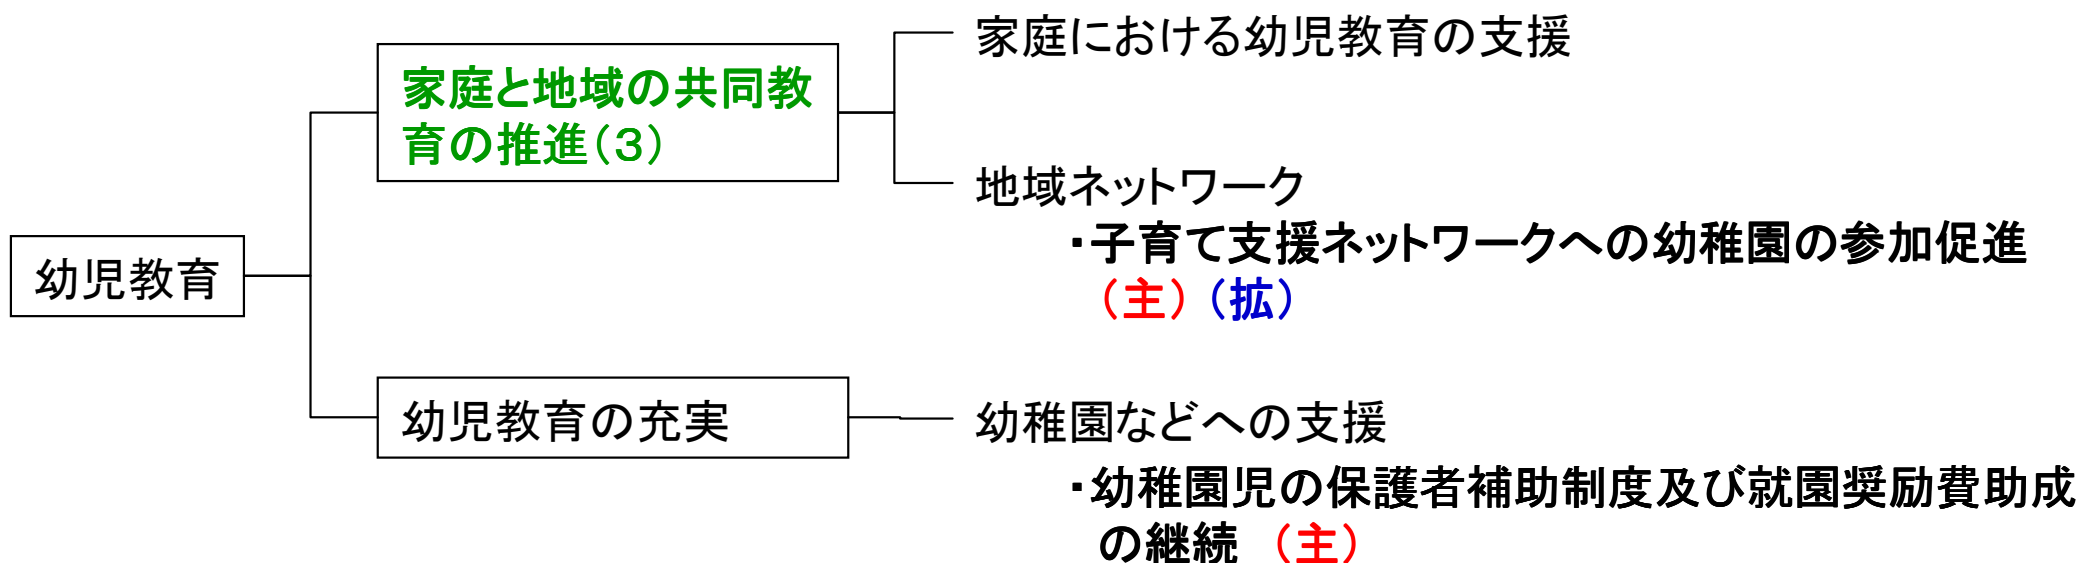 家庭における幼児教育の支援
家庭と地域の共同教
育の推進（３）
地域ネットワーク
・子育て支援ネットワークへの幼稚園の参加促進
（主）（拡）
幼児教育
幼児教育の充実
幼稚園などへの支援
・幼稚園児の保護者補助制度及び就園奨励費助成
の継続　（主）